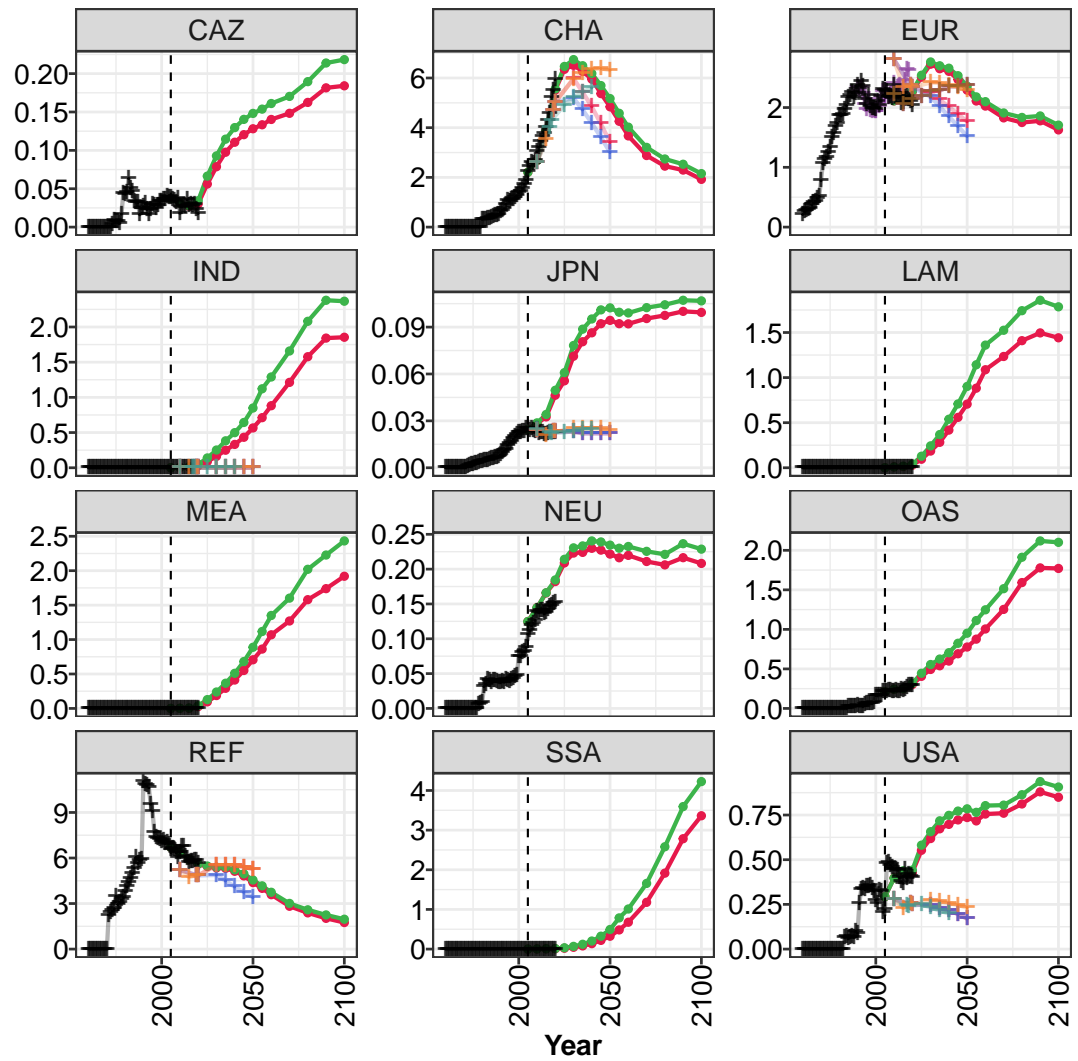 CAZ CHA EUR
0.20 6 2
0.15 4
0.10 2 1
0.05
0.00 0 0
IND JPN LAM
2.0 0.09 1.5
1.5 0.06 1.0
1.0
0.5 0.03 0.5
0.0 0.00 0.0
MEA NEU OAS
2.5 0.25 2.0
2.0 0.20 1.5
1.5 0.15
1.0 0.10 1.0
0.5 0.05 0.5
0.0 0.00 0.0
REF SSA USA
9 4 0.75
6 3 0.50
3 2 0.25
1
0 0 0.00
2000 2050 2100 2000 2050 2100 2000 2050 2100
Year